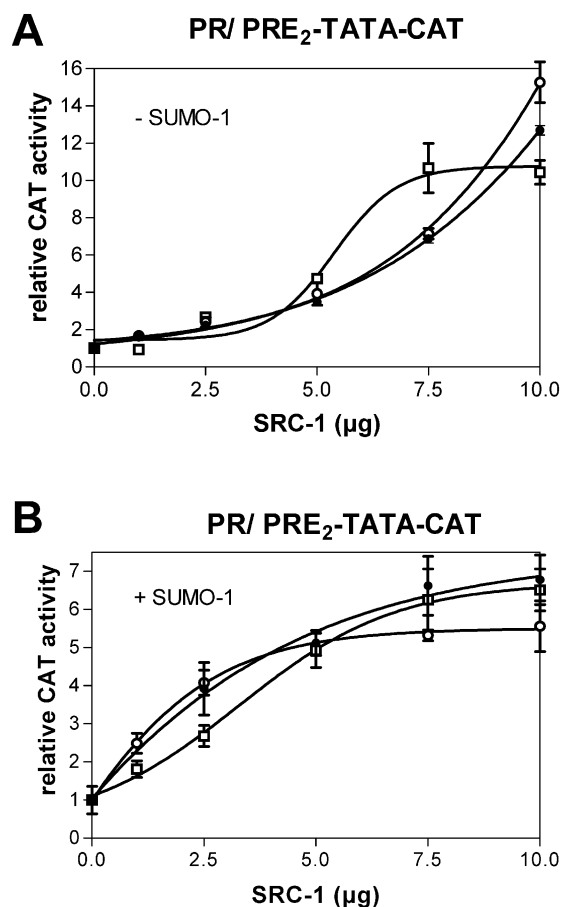 A
PR/ PRE2-TATA-CAT
- SUMO-1
relative CAT activity
16
14
12
10
8
6
4
2
0
0.0 2.5 5.0 7.5 10.0
SRC-1 (µg)
B
PR/ PRE2-TATA-CAT
+ SUMO-1
relative CAT activity
7
6
5
4
3
2
1
0
0.0 2.5 5.0 7.5 10.0
SRC-1 (µg)